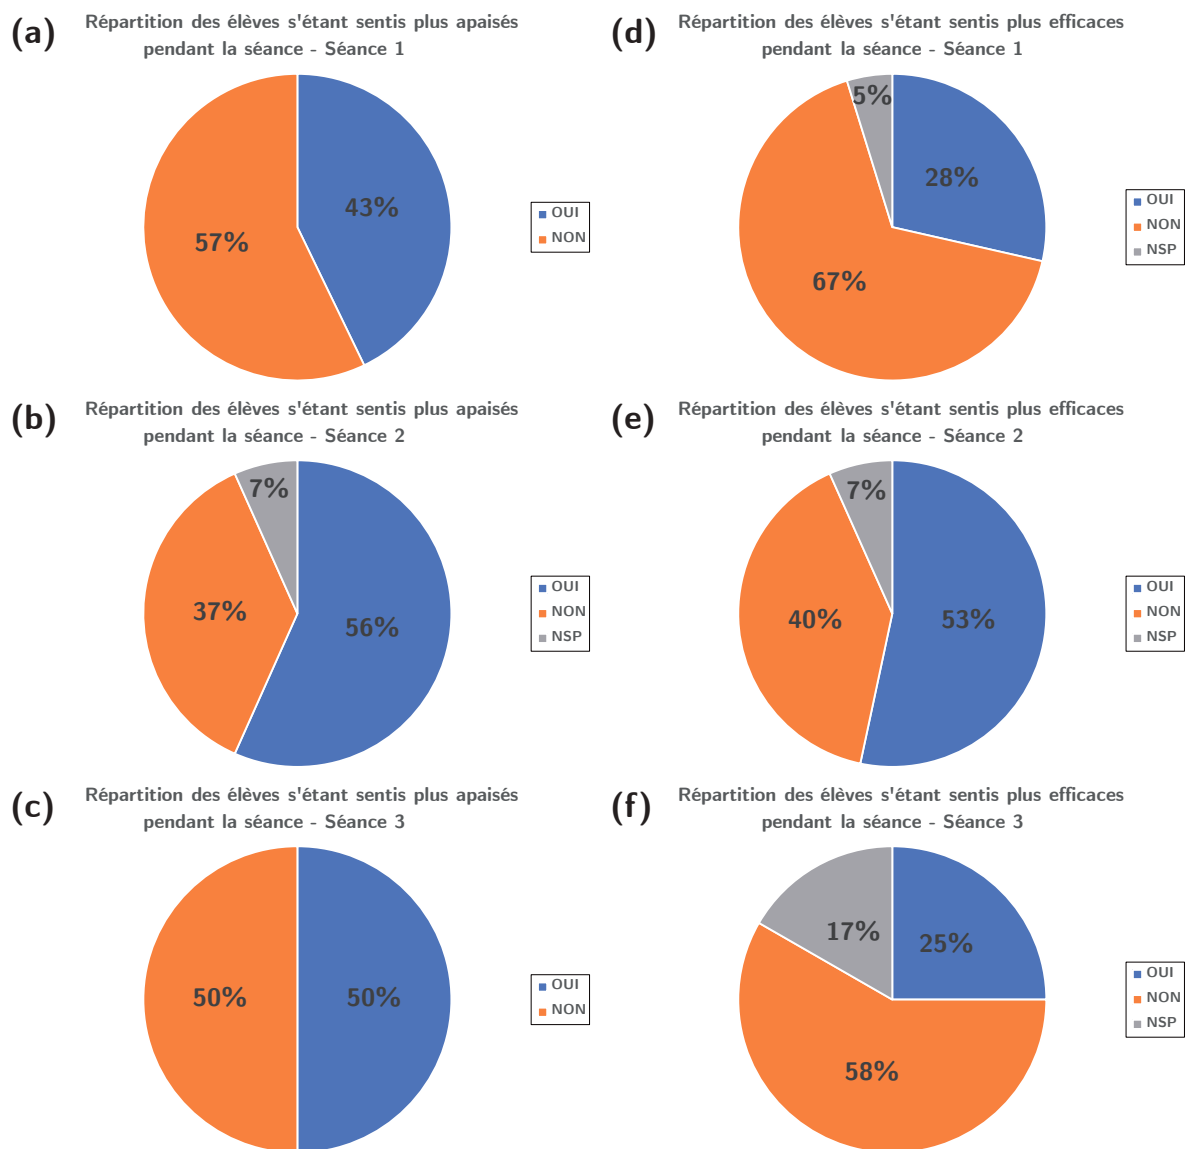 (a)
Répartition des élèves s'étant sentis plus apaisés
pendant la séance - Séance 1
43%
57%
OUI
NON
(d)
Répartition des élèves s'étant sentis plus efficaces
pendant la séance - Séance 1
5%
28%
67%
OUI
NON
NSP
(b)
Répartition des élèves s'étant sentis plus apaisés
pendant la séance - Séance 2
7%
37%
56%
OUI
NON
NSP
(e)
Répartition des élèves s'étant sentis plus efficaces
pendant la séance - Séance 2
7%
40%
53%
OUI
NON
NSP
(c)
Répartition des élèves s'étant sentis plus apaisés
pendant la séance - Séance 3
50%
50%
OUI
NON
(f)
Répartition des élèves s'étant sentis plus efficaces
pendant la séance - Séance 3
17%
25%
58%
OUI
NON
NSP